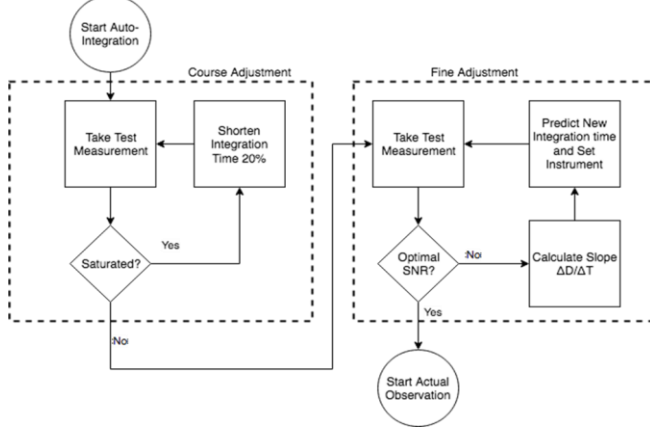 Start Auto-
Integration
Course Adjustment
Take Test
Measurement
Shorten
Integration
Time 20%
Saturated?
Yes
:No
Fine Adjustment
Take Test
Measurement
Predict New
Integration time
and Set
Instrument
Optimal
SNR?
:No
Calculate Slope
ΔD/ΔT
Yes
Start Actual
Observation